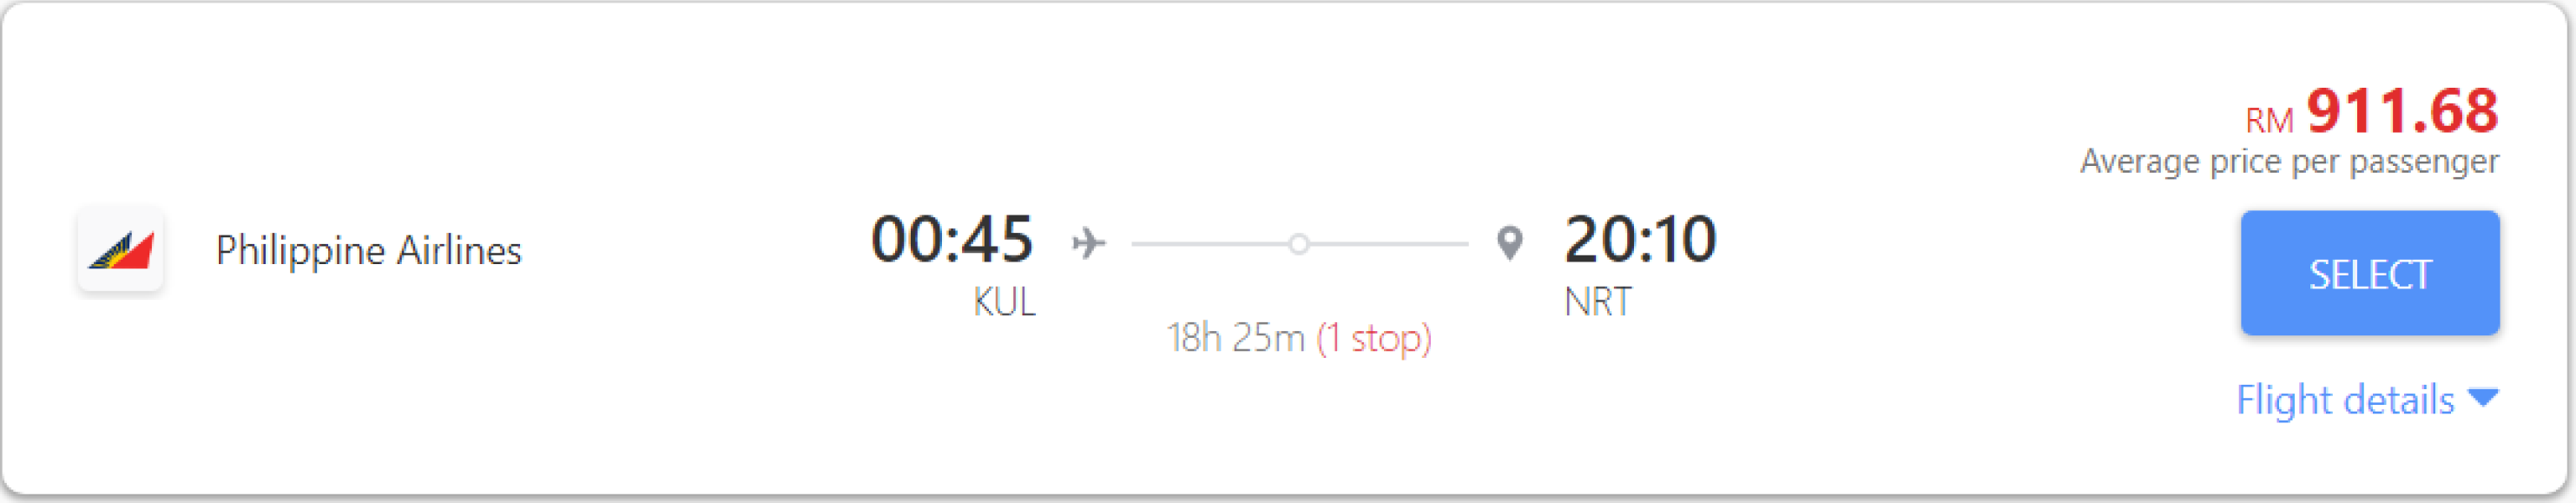 Philippine Airlines
00:45
KUL
18h 25m (1 stop)
20:10
NRT
RM 911.68
Average price per passenger
SELECT
Flight details